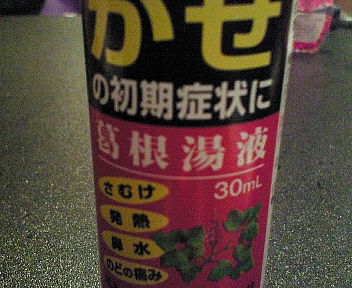 かぜ
の初期症状に
葛根湯液
30mL
さむけ
発熱
鼻水
のどの痛み